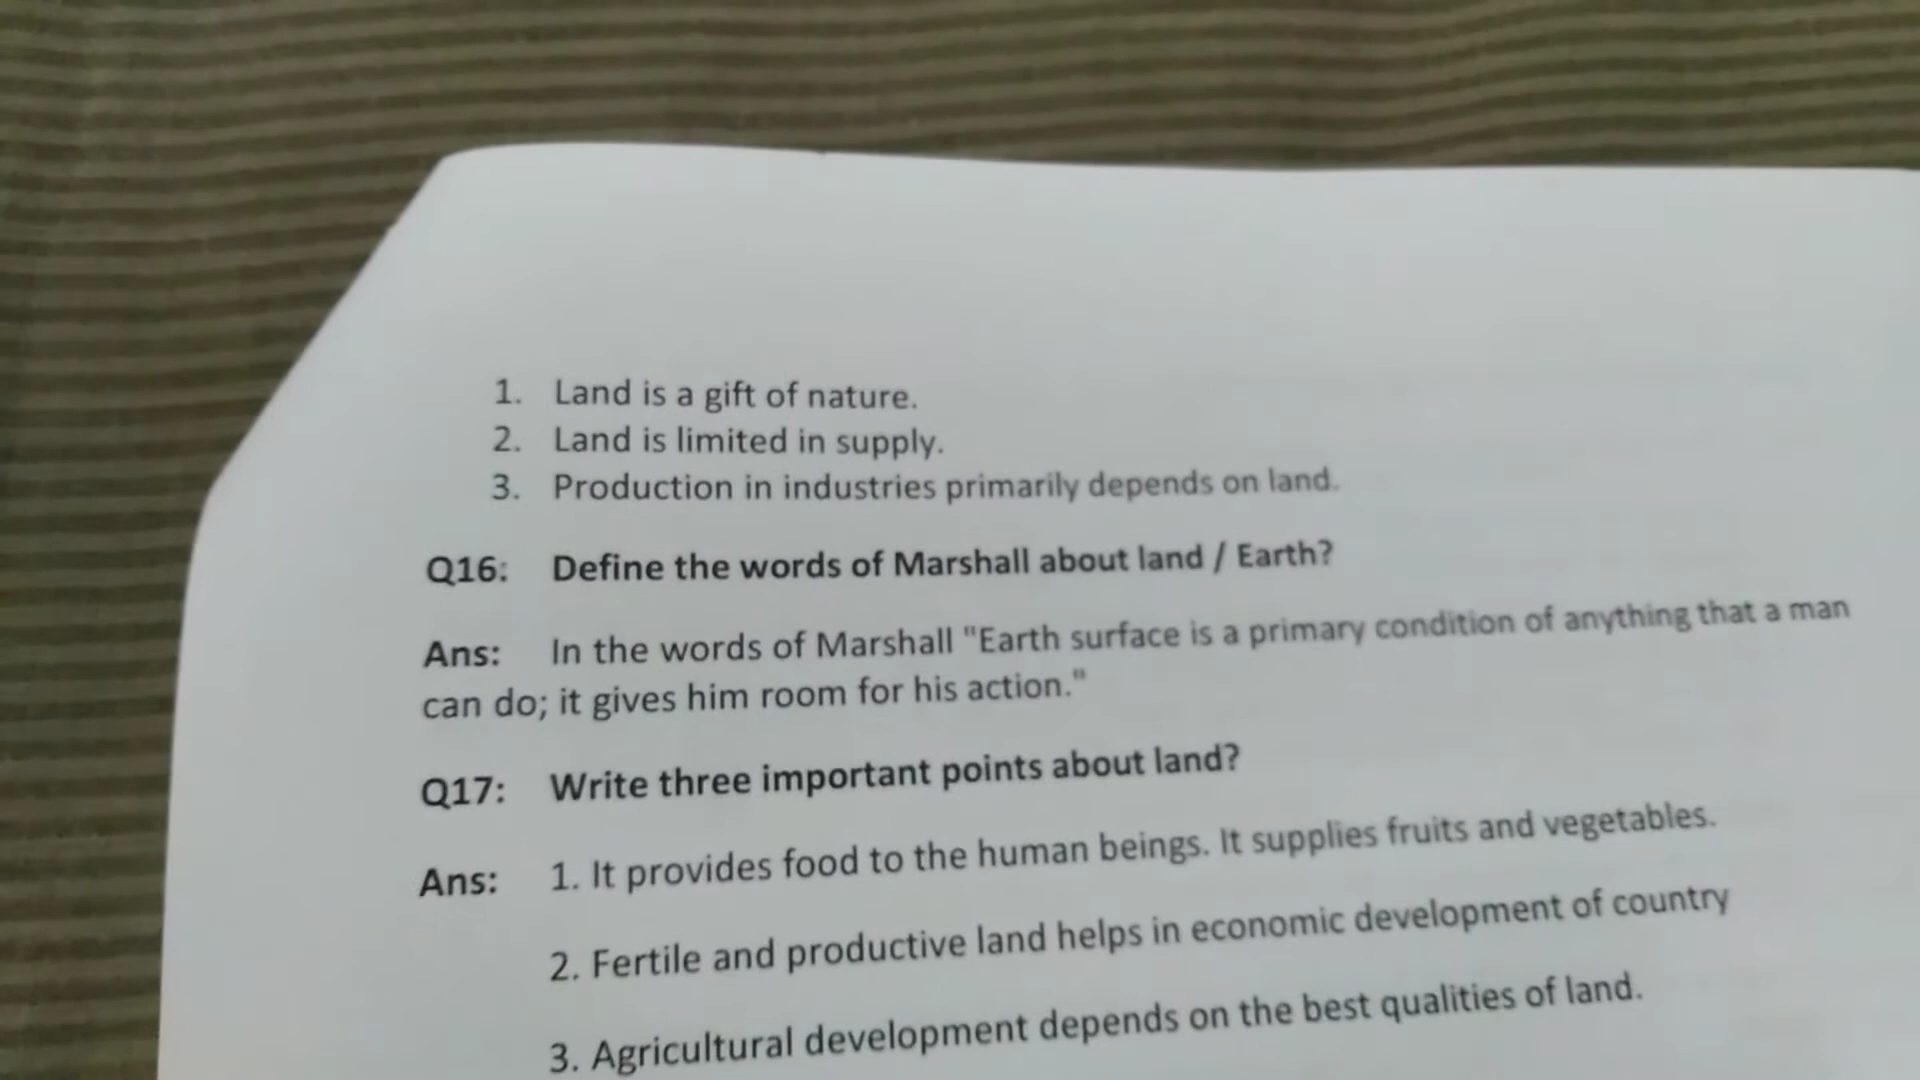 1. Land is a gift of nature.
2. Land is limited in supply.
3. Production in industries primarily depends on land.
Q16: Define the words of Marshall about land / Earth?
Ans: In the words of Marshall "Earth surface is a primary condition of anything that a man
can do; it gives him room for his action."
Q17: Write three important points about land?
Ans: 1. It provides food to the human beings. It supplies fruits and vegetables.
2. Fertile and productive land helps in economic development of country
3. Agricultural development depends on the best qualities of land.